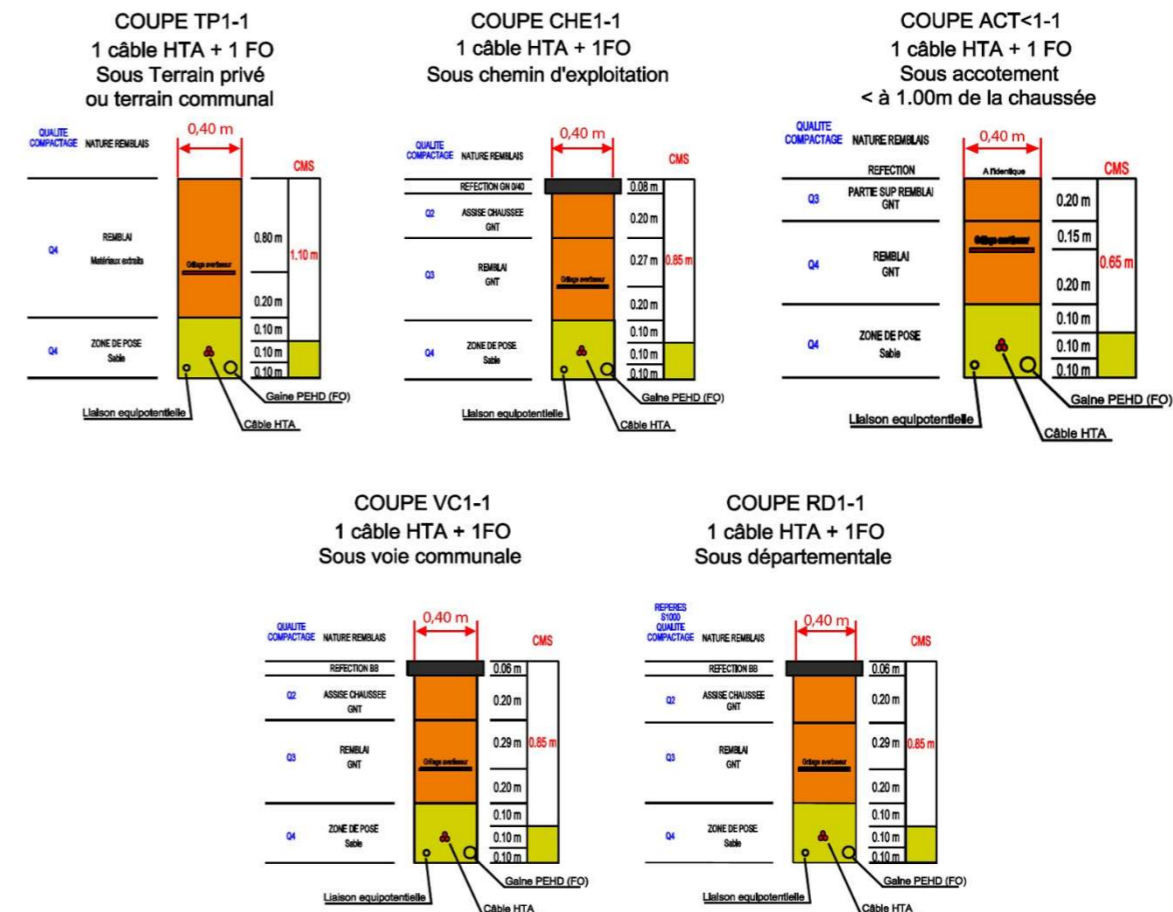 COUPE TP1-1
1 câble HTA + 1 FO
Sous Terrain privé
ou terrain communal
QUALITE
COMPACTAGE NATURE REMBLAIS
0,40 m
CMS
Q4
REMBLAI
Matériaux extraits
Grillage avertisseur
0.80 m
1.10 m
0.20 m
Q4
ZONE DE POSE
Sable
0.10 m
0.10 m
0.10 m
Gaine PEHD (FO)
Liaison equipotentielle
Câble HTA
COUPE CHE1-1
1 câble HTA + 1FO
Sous chemin d'exploitation
QUALITE
COMPACTAGE NATURE REMBLAIS
0,40 m
CMS
REFECTION GN 0/40
0.08 m
Q2
ASSISE CHAUSSEE
GNT
0.20 m
Q3
REMBLAI
GNT
Grillage avertisseur
0.27 m
0.85 m
0.20 m
Q4
ZONE DE POSE
Sable
0.10 m
0.10 m
0.10 m
Gaine PEHD (FO)
Liaison equipotentielle
Câble HTA
COUPE ACT<1-1
1 câble HTA + 1 FO
Sous accotement
< à 1.00m de la chaussée
QUALITE
COMPACTAGE NATURE REMBLAIS
0,40 m
CMS
REFECTION
A l'identique
Q3
PARTIE SUP REMBLAI
GNT
0.20 m
Grillage avertisseur
0.15 m
Q4
REMBLAI
GNT
0.65 m
0.20 m
Q4
ZONE DE POSE
Sable
0.10 m
0.10 m
0.10 m
Gaine PEHD (FO)
Liaison equipotentielle
Câble HTA
COUPE VC1-1
1 câble HTA + 1FO
Sous voie communale
QUALITE
COMPACTAGE NATURE REMBLAIS
0,40 m
CMS
REFECTION BB
0.06 m
Q2
ASSISE CHAUSSEE
GNT
0.20 m
Q3
REMBLAI
GNT
Grillage avertisseur
0.29 m
0.85 m
0.20 m
Q4
ZONE DE POSE
Sable
0.10 m
0.10 m
0.10 m
Gaine PEHD (FO)
Liaison equipotentielle
Câble HTA
COUPE RD1-1
1 câble HTA + 1FO
Sous départementale
REPERES
S1000
QUALITE
COMPACTAGE NATURE REMBLAIS
0,40 m
CMS
REFECTION BB
0.06 m
Q2
ASSISE CHAUSSEE
GNT
0.20 m
Q3
REMBLAI
GNT
Grillage avertisseur
0.29 m
0.85 m
0.20 m
Q4
ZONE DE POSE
Sable
0.10 m
0.10 m
0.10 m
Gaine PEHD (FO)
Liaison equipotentielle
Câble HTA